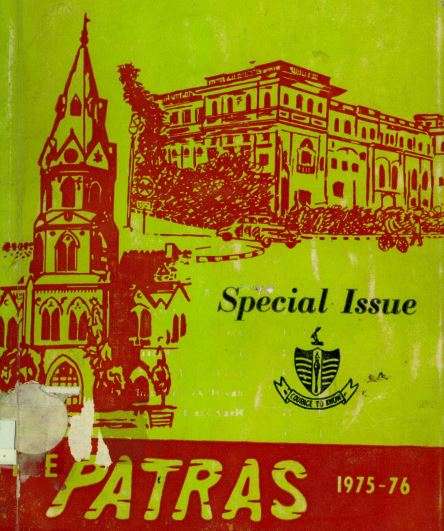 Special Issue
COURAGE TO KNOW
E PATRAS
1975-76